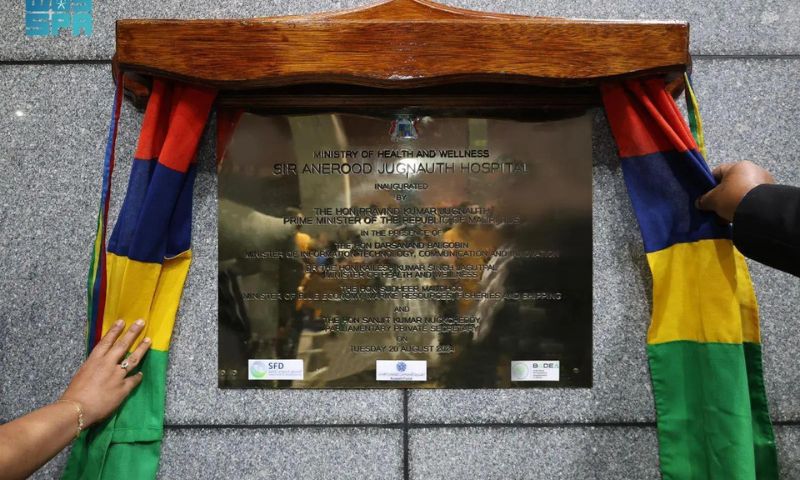 SPA
MINISTRY OF HEALTH AND WELLNESS
SIR ANEROOD JUGNAUTH HOSPITAL
INAUGURATED
BY
THE HON PRAVIND KUMAR JUGNAUTH
PRIME MINISTER OF THE REPUBLIC OF MAURITIUS
IN THE PRESENCE OF
THE HON DARSANAND BALGOBIN
MINISTER OF INFORMATION TECHNOLOGY, COMMUNICATION AND INNOVATION
DR THE HON KAILESH KUMAR SINGH JAGUTPAL
MINISTER OF HEALTH AND WELLNESS
THE HON SUDHEER MAUDHOO
MINISTER OF BLUE ECONOMY, MARINE RESOURCES, FISHERIES AND SHIPPING
AND
THE HON SANJIT KUMAR NUCKCHEDDY
PARLIAMENTARY PRIVATE SECRETARY
ON
TUESDAY 20 AUGUST 2024
SFD
BADEA